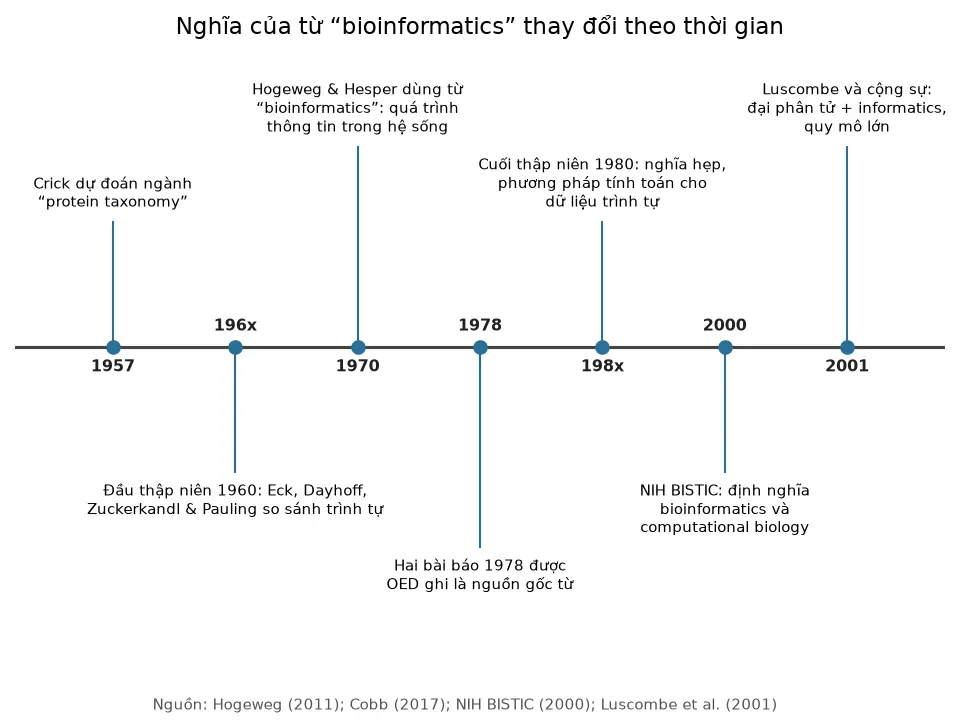 Nghĩa của từ “bioinformatics” thay đổi theo thời gian
Hogeweg & Hesper dùng từ
“bioinformatics”: quá trình
thông tin trong hệ sống
Luscombe và cộng sự:
đại phân tử + informatics,
quy mô lớn
Cuối thập niên 1980: nghĩa hẹp,
phương pháp tính toán cho
dữ liệu trình tự
Crick dự đoán ngành
“protein taxonomy”
196x
1978
2000
1957
1970
198x
2001
Đầu thập niên 1960: Eck, Dayhoff,
Zuckerkandl & Pauling so sánh trình tự
NIH BISTIC: định nghĩa
bioinformatics và
computational biology
Hai bài báo 1978 được
OED ghi là nguồn gốc từ
Nguồn: Hogeweg (2011); Cobb (2017); NIH BISTIC (2000); Luscombe et al. (2001)